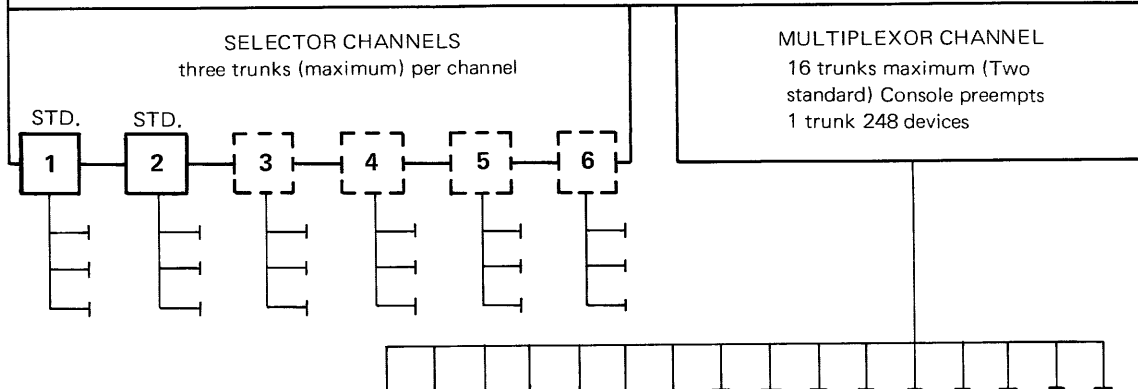 SELECTOR CHANNELS
three trunks (maximum) per channel
STD.
STD.
1
2
3
4
5
6
MULTIPLEXOR CHANNEL
16 trunks maximum (Two
standard) Console preempts
1 trunk 248 devices